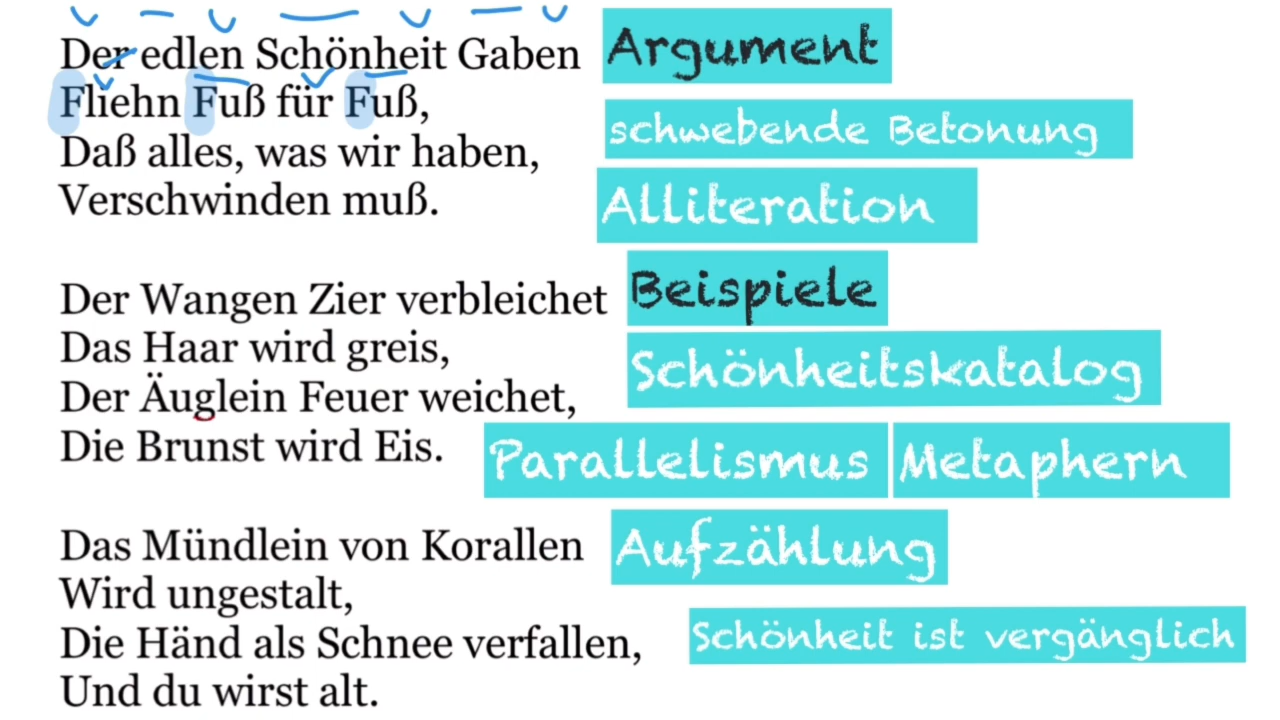 Der edlen Schönheit Gaben
Argument
Fliehn Fuß für Fuß,
schwebende Betonung
Daß alles, was wir haben,
Verschwinden muß.
Alliteration
Der Wangen Zier verbleichet
Beispiele
Das Haar wird greis,
Schönheitskatalog
Der Äuglein Feuer weichet,
Die Brunst wird Eis.
Parallelismus
Metaphern
Das Mündlein von Korallen
Aufzählung
Wird ungestalt,
Die Händ als Schnee verfallen,
Schönheit ist vergänglich
Und du wirst alt.